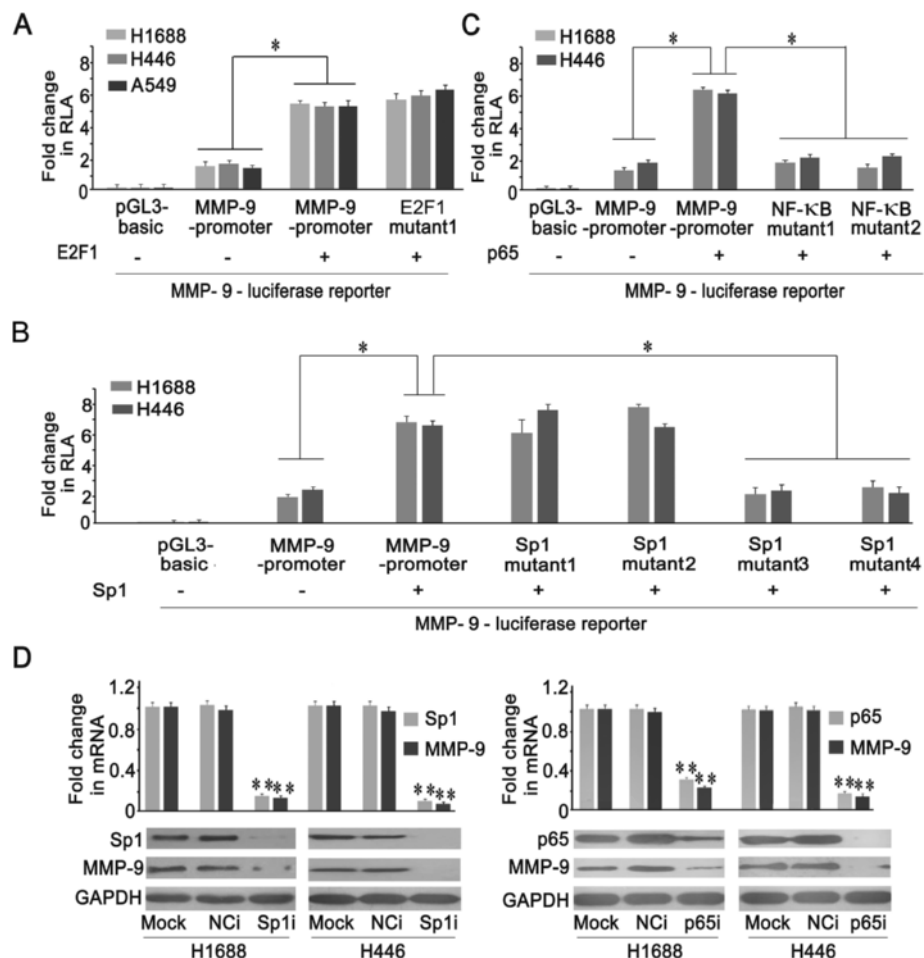 A
H1688
H446
A549
*
Fold change
in RLA
8
6
4
2
0
pGL3-
basic
MMP-9
-promoter
MMP-9
-promoter
E2F1
mutant1
E2F1
-
-
+
+
MMP- 9 - luciferase reporter
C
H1688
H446
*
*
Fold change
in RLA
8
6
4
2
0
pGL3-
basic
MMP-9
-promoter
MMP-9
-promoter
NF-κB
mutant1
NF-κB
mutant2
p65
-
-
+
+
+
MMP- 9 - luciferase reporter
B
H1688
H446
*
*
Fold change
in RLA
8
6
4
2
0
pGL3-
basic
MMP-9
-promoter
MMP-9
-promoter
Sp1
mutant1
Sp1
mutant2
Sp1
mutant3
Sp1
mutant4
Sp1
-
-
+
+
+
+
+
MMP- 9 - luciferase reporter
D
Fold change
in mRNA
1.2
0.8
0.4
0
Sp1
MMP-9
**
**
**
**
Sp1
MMP-9
GAPDH
Mock NCi Sp1i Mock NCi Sp1i
H1688 H446
Fold change
in mRNA
1.2
0.8
0.4
0
p65
MMP-9
**
**
**
**
p65
MMP-9
GAPDH
Mock NCi p65i Mock NCi p65i
H1688 H446